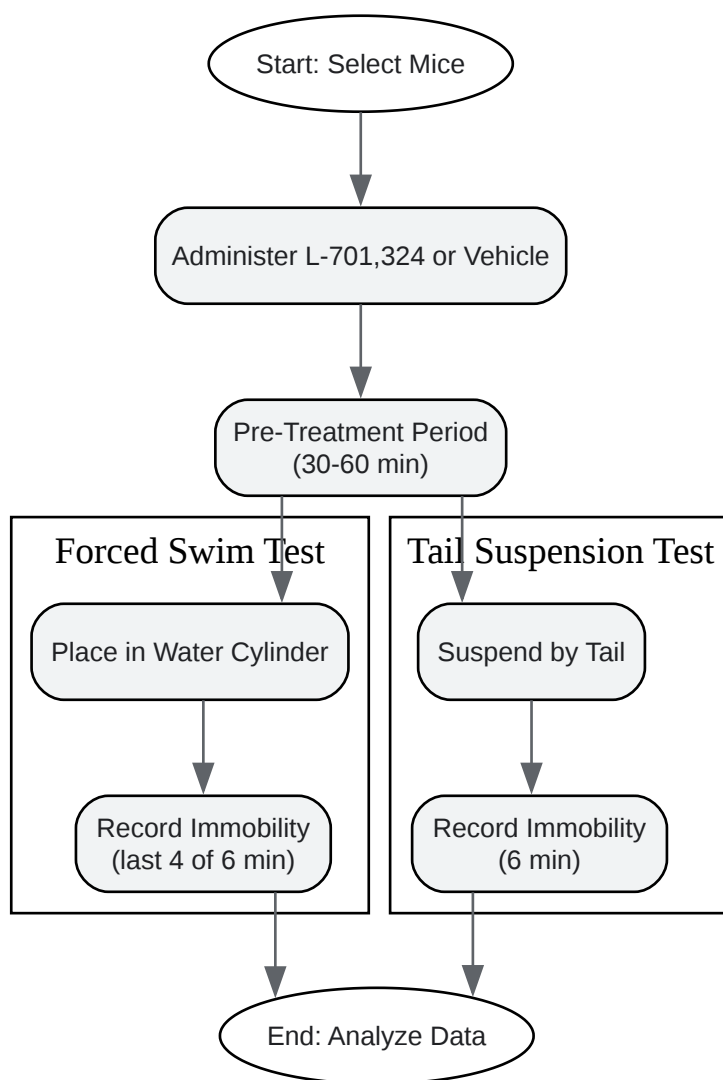 Start: Select Mice
Administer L-701,324 or Vehicle
Pre-Treatment Period
(30-60 min)
Forced Swim Test
Place in Water Cylinder
Record Immobility
(last 4 of 6 min)
Tail Suspension Test
Suspend by Tail
Record Immobility
(6 min)
End: Analyze Data